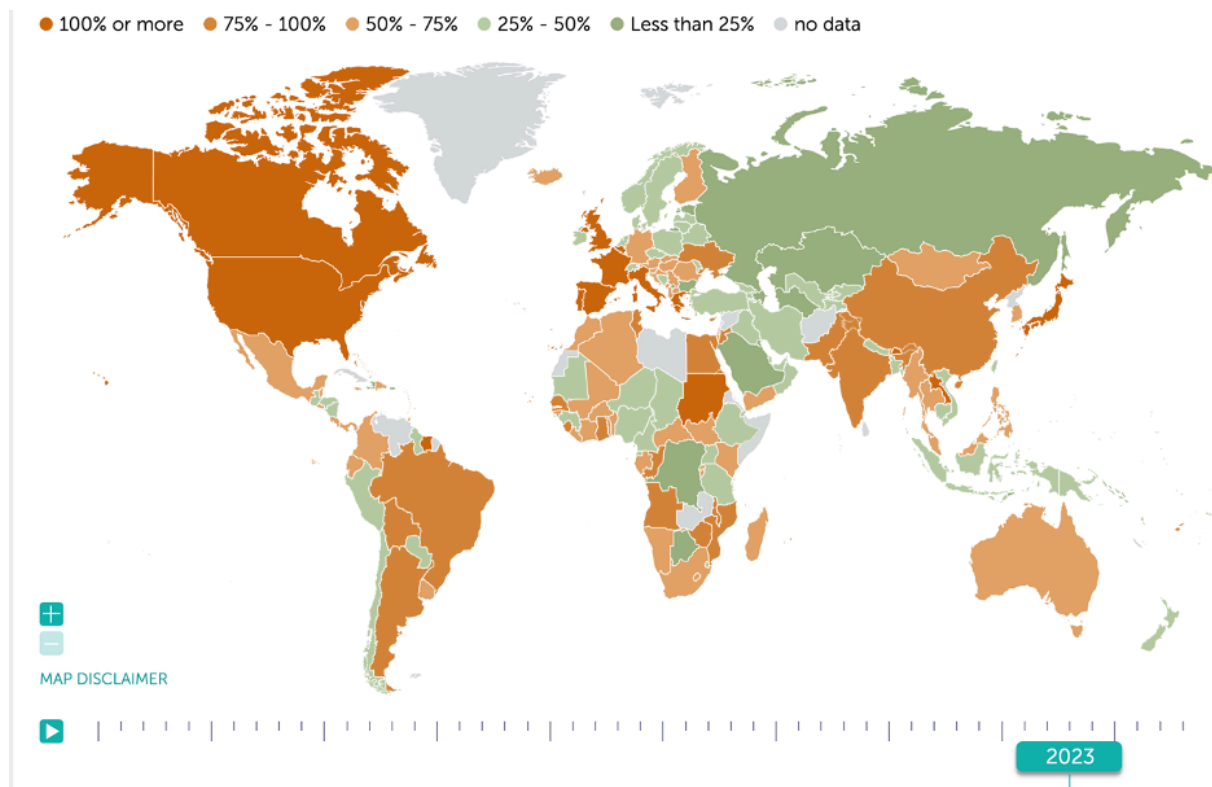 100% or more 75% - 100% 50% - 75% 25% - 50% Less than 25% no data
MAP DISCLAIMER
2023